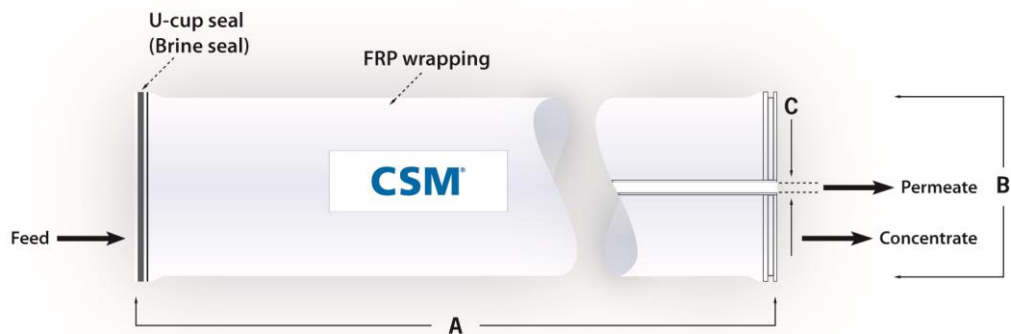 U-cup seal
(Brine seal)
FRP wrapping
C
CSM®
Permeate
B
Feed
Concentrate
A